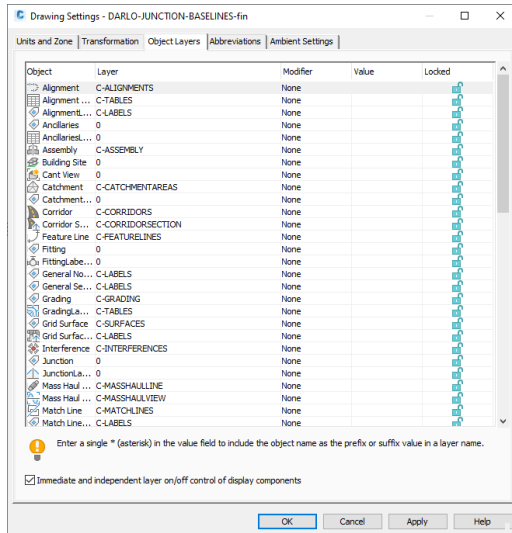 Drawing Settings - DARLO-JUNCTION-BASELINES-fin
Units and Zone Transformation Object Layers Abbreviations Ambient Settings
Object Layer Modifier Value Locked
Alignment C-ALIGNMENTS None
Alignment ... C-TABLES None
AlignmentL... C-LABELS None
Ancillaries 0 None
AncillariesL... 0 None
Assembly C-ASSEMBLY None
Building Site 0 None
Cant View 0 None
Catchment C-CATCHMENTAREAS None
Catchment... 0 None
Corridor C-CORRIDORS None
Corridor S... C-CORRIDORSECTION None
Feature Line C-FEATURELINES None
Fitting 0 None
FittingLabe... 0 None
General No... C-LABELS None
General Se... C-LABELS None
Grading C-GRADING None
GradingLa... C-TABLES None
Grid Surface C-SURFACES None
Grid Surfac... C-LABELS None
Interference C-INTERFERENCES None
Junction 0 None
JunctionLa... 0 None
Mass Haul ... C-MASSHAULLINE None
Mass Haul ... C-MASSHAULVIEW None
Match Line C-MATCHLINES None
Match Line... C-LABELS None
Enter a single * (asterisk) in the value field to include the object name as the prefix or suffix value in a layer name.
Immediate and independent layer on/off control of display components
OK Cancel Apply Help